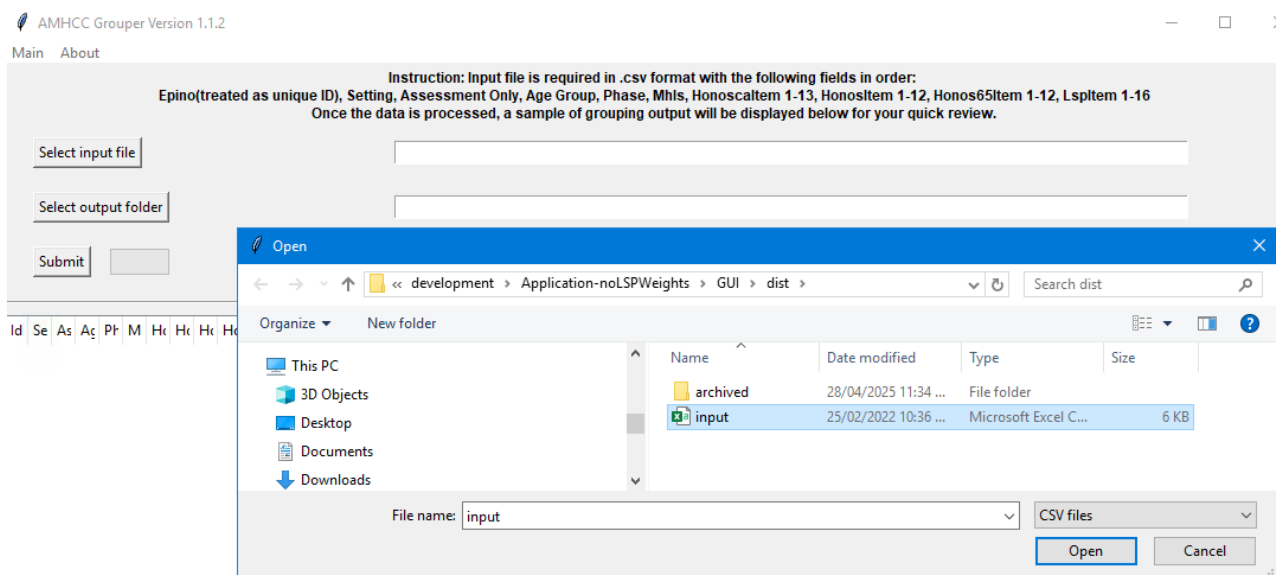 AMHCC Grouper Version 1.1.2
Main About
Instruction: Input file is required in .csv format with the following fields in order:
Epino(treated as unique ID), Setting, Assessment Only, Age Group, Phase, Mhls, HonoscaItem 1-13, HonosItem 1-12, Honos65Item 1-12, LspItem 1-16
Once the data is processed, a sample of grouping output will be displayed below for your quick review.
Select input file
Select output folder
Submit
Id Se As Ag Ph M Ho Ho Ho Ho
Open
« development › Application-noLSPWeights › GUI › dist ›
Search dist
Organize
New folder
This PC
3D Objects
Desktop
Documents
Downloads
Name Date modified Type Size
archived 28/04/2025 11:34 ... File folder
input 25/02/2022 10:36 ... Microsoft Excel C... 6 KB
File name: input
CSV files
Open Cancel